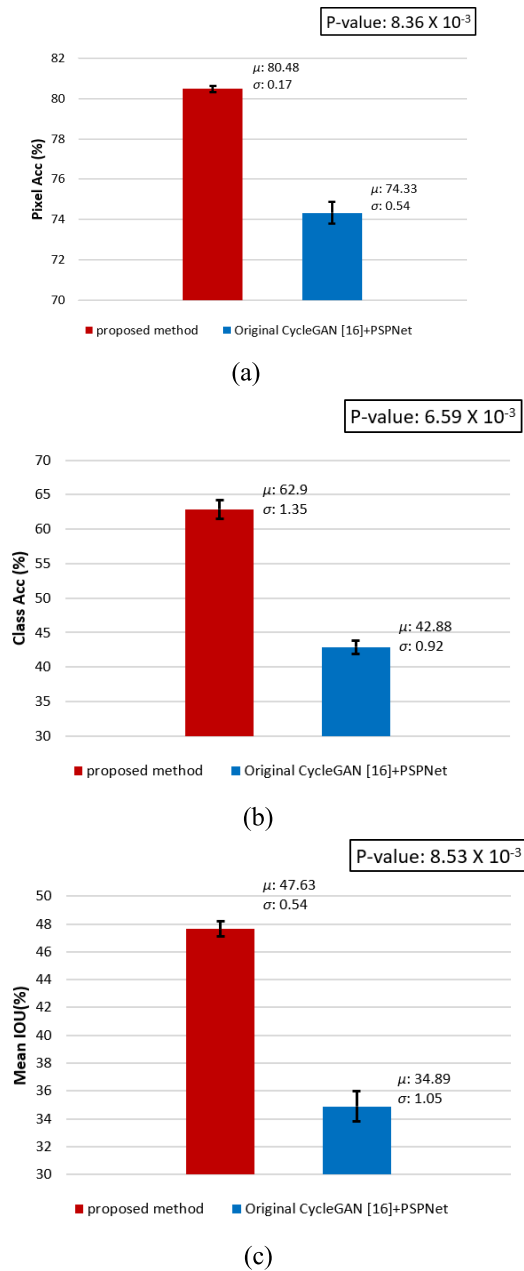 P-value: 8.36 X 10⁻³
82
80
78
76
74
72
70
Pixel Acc (%)
μ: 80.48
σ: 0.17
μ: 74.33
σ: 0.54
proposed method Original CycleGAN [16]+PSPNet
(a)
P-value: 6.59 X 10⁻³
70
65
60
55
50
45
40
35
30
Class Acc (%)
μ: 62.9
σ: 1.35
μ: 42.88
σ: 0.92
proposed method Original CycleGAN [16]+PSPNet
(b)
P-value: 8.53 X 10⁻³
50
48
46
44
42
40
38
36
34
32
30
Mean IOU(%)
μ: 47.63
σ: 0.54
μ: 34.89
σ: 1.05
proposed method Original CycleGAN [16]+PSPNet
(c)